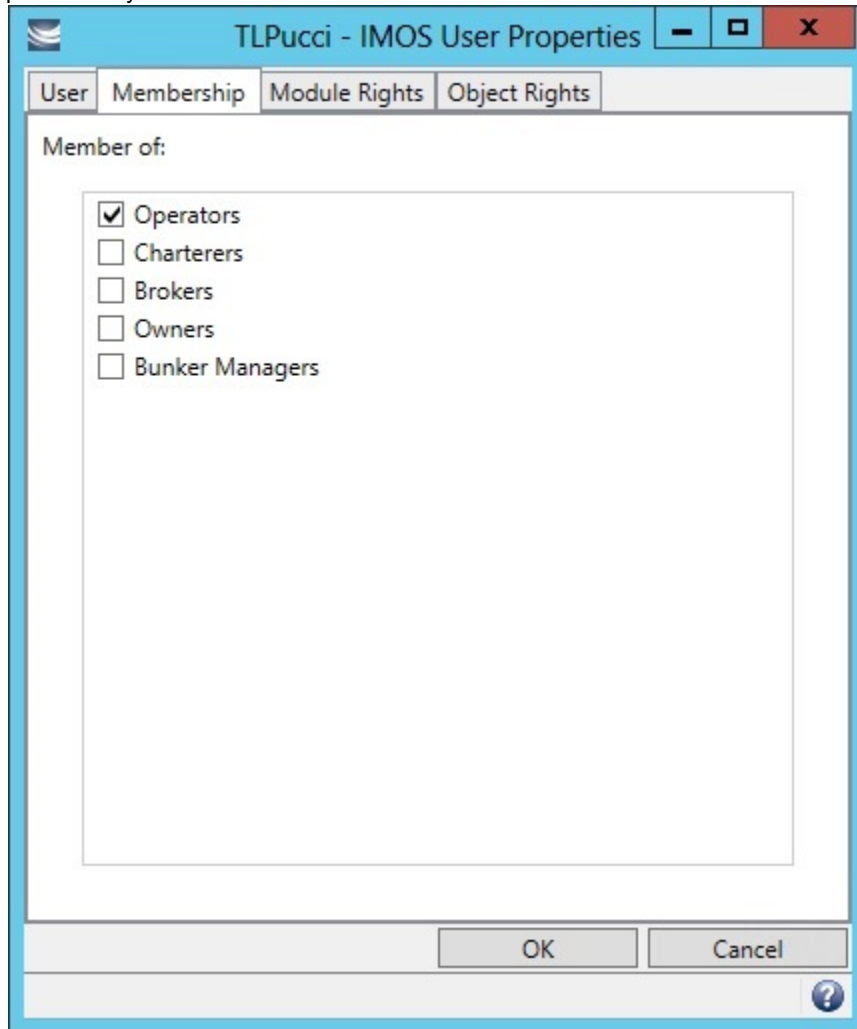 TLPucci - IMOS User Properties
User Membership Module Rights Object Rights
Member of:
Operators
Charterers
Brokers
Owners
Bunker Managers
OK Cancel